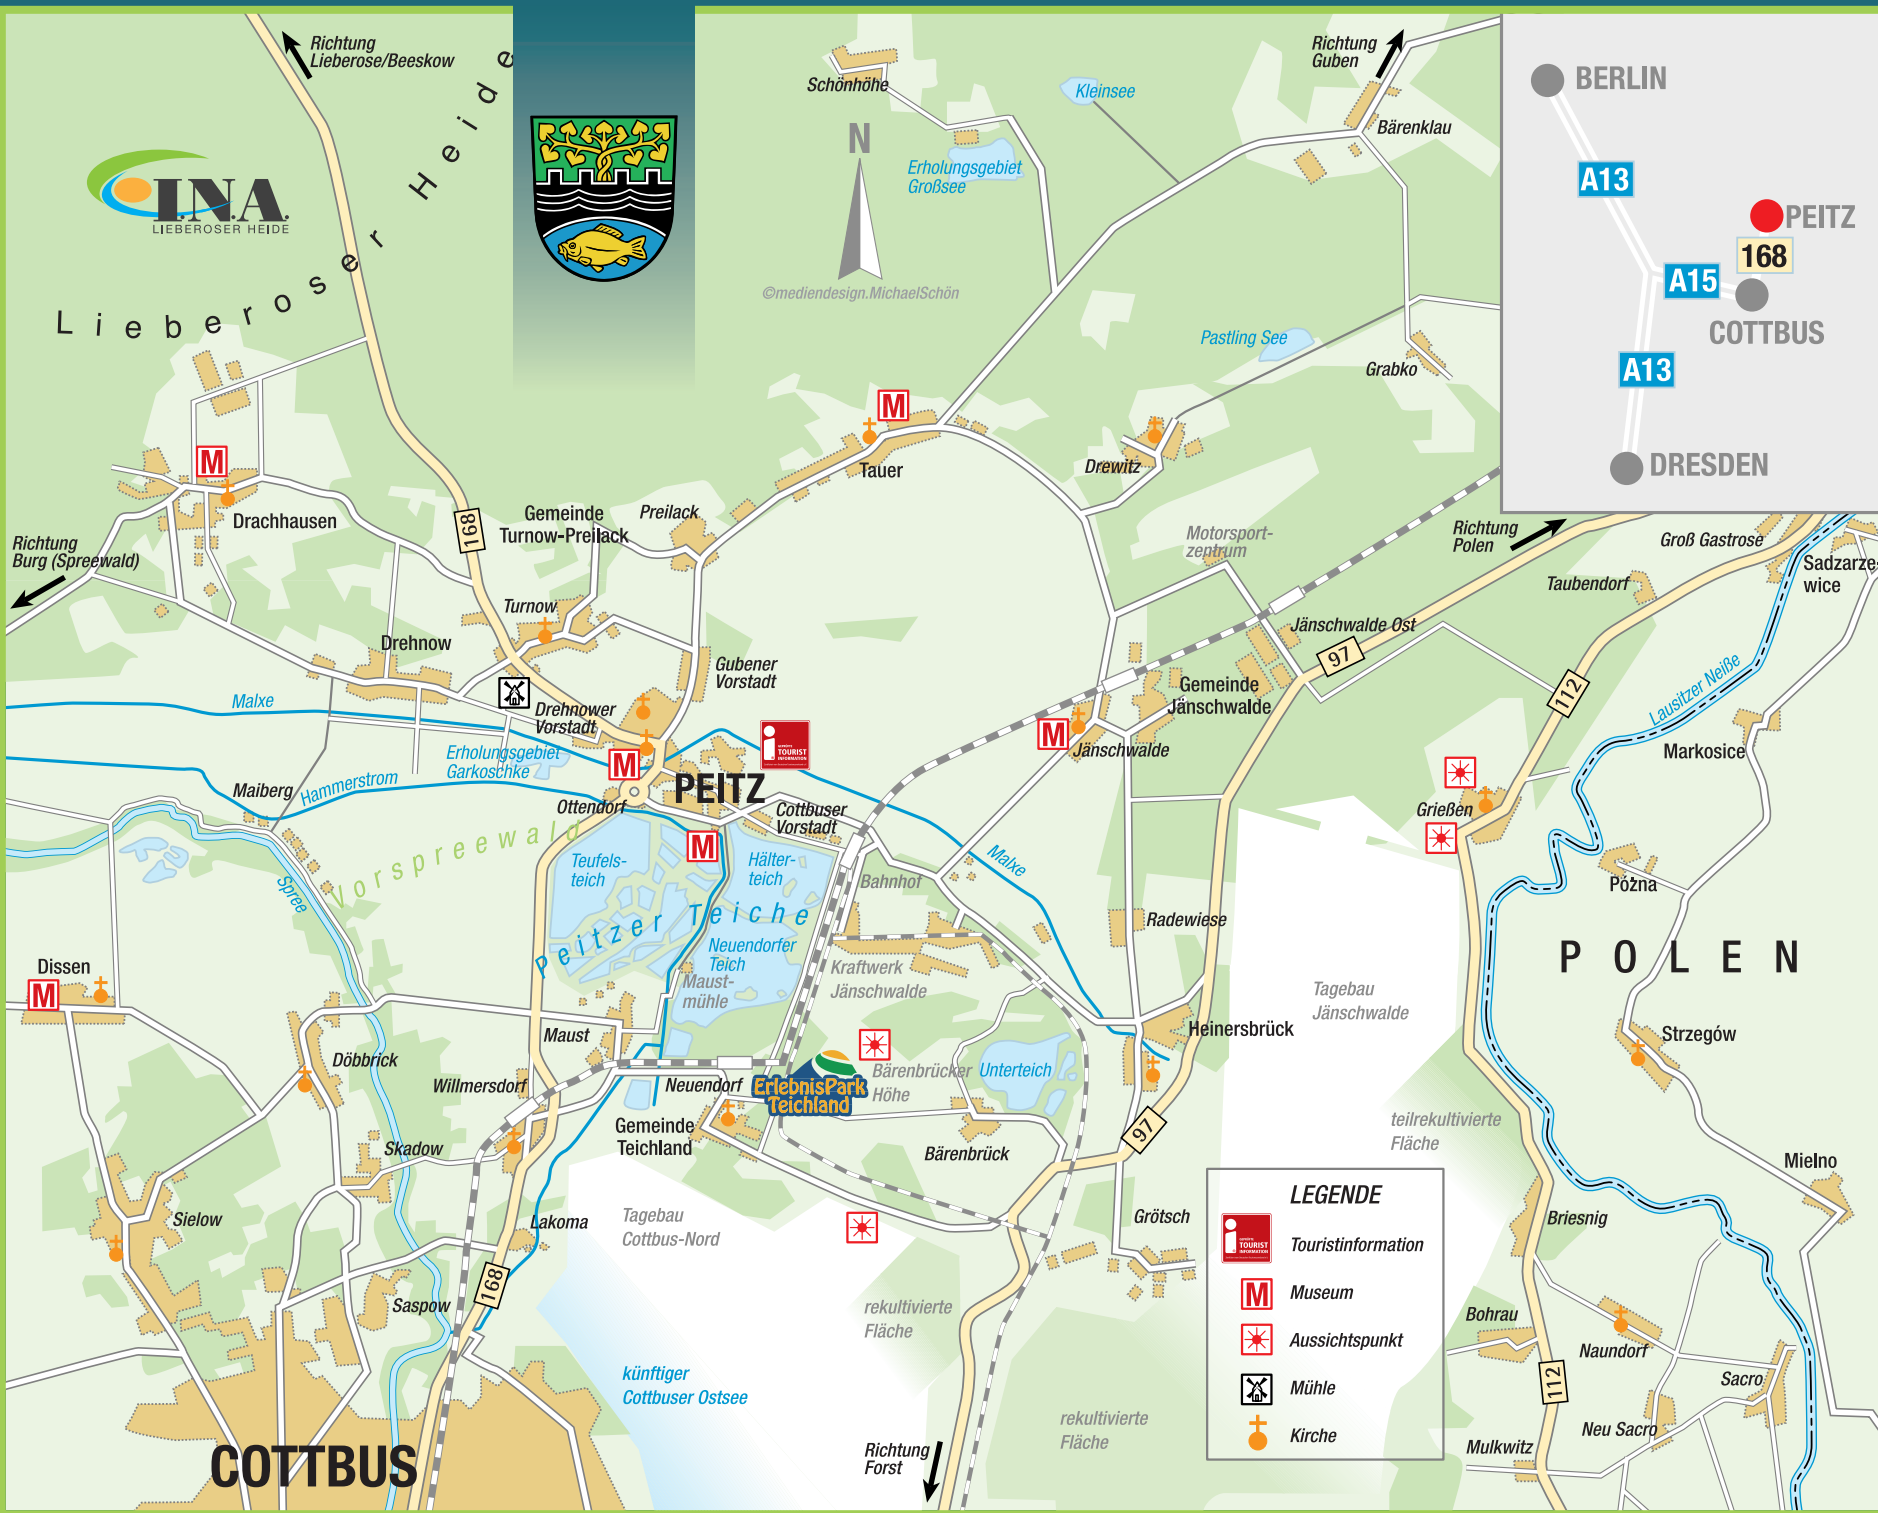 Richtung
Lieberose/Beeskow
Lieberoser Heide
I.N.A.
LIEBEROSER HEIDE
Schönhöhe
N
©mediendesign.MichaelSchön
Kleinsee
Erholungsgebiet
Großsee
Richtung
Guben
Bärenklau
Pastling See
Grabko
BERLIN
A13
PEITZ
168
A15
COTTBUS
A13
DRESDEN
M
Tauer
Drewitz
M
Drachhausen
168
Gemeinde
Turnow-Preilack
Preilack
Richtung
Burg (Spreewald)
Turnow
Drehnow
Gubener
Vorstadt
Malxe
Drehnower
Vorstadt
Erholungsgebiet
Garkoschke
M
TOURIST
INFORMATION
PEITZ
Maiberg
Hammerstrom
Ottendorf
Cottbuser
Vorstadt
Vorspreewald
Spree
Teufels-
teich
M
Hälter-
teich
Bahnhof
Peitzer Teiche
Neuendorfer
Teich
Maust-
mühle
Kraftwerk
Jänschwalde
Motorsport-
zentrum
Richtung
Polen
Groß Gastrose
Sadzarze-
wice
Taubendorf
Jänschwalde Ost
97
112
Lausitzer Neiße
Gemeinde
Jänschwalde
M
Jänschwalde
Markosice
Grießen
Malxe
Pózna
Radewiese
POLEN
Tagebau
Jänschwalde
Heinersbrück
Strzegów
Dissen
M
Döbbrick
Maust
Willmersdorf
Neuendorf
ErlebnisPark
Teichland
Bärenbrücker
Höhe
Unterteich
Gemeinde
Teichland
Bärenbrück
97
teilrekultivierte
Fläche
Mielno
Skadow
Sielow
Lakoma
Tagebau
Cottbus-Nord
Grötsch
Briesnig
168
Saspow
rekultivierte
Fläche
künftiger
Cottbuser Ostsee
rekultivierte
Fläche
Richtung
Forst
COTTBUS
LEGENDE
TOURIST
INFORMATION
Touristinformation
M
Museum
Aussichtspunkt
Mühle
Kirche
Bohrau
Naundorf
112
Sacro
Neu Sacro
Mulkwitz